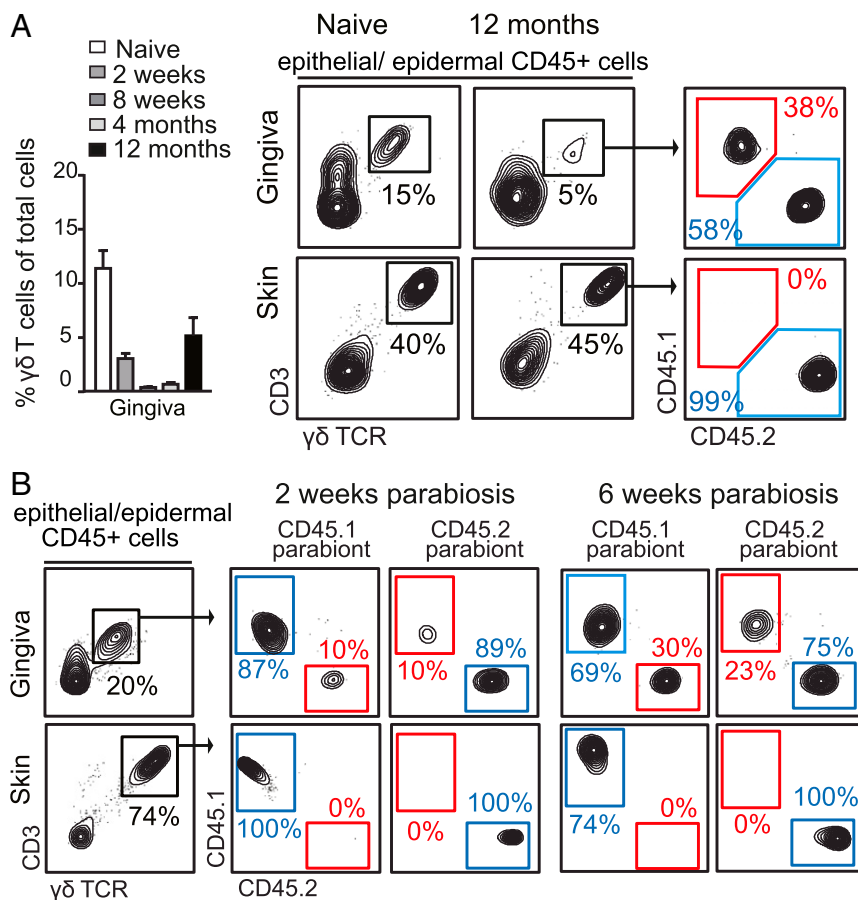 A
Naive
2 weeks
8 weeks
4 months
12 months
% γδ T cells of total cells
20
15
10
5
0
Gingiva
Naive 12 months
epithelial/ epidermal CD45+ cells
Gingiva
15%
5%
38%
58%
Skin
40%
45%
0%
99%
CD3
γδ TCR
CD45.1
CD45.2
B
epithelial/epidermal
CD45+ cells
2 weeks parabiosis
6 weeks parabiosis
CD45.1
parabiont
CD45.2
parabiont
CD45.1
parabiont
CD45.2
parabiont
Gingiva
20%
87%
10%
10%
89%
69%
30%
23%
75%
Skin
74%
100%
0%
0%
100%
74%
0%
0%
100%
CD3
γδ TCR
CD45.1
CD45.2